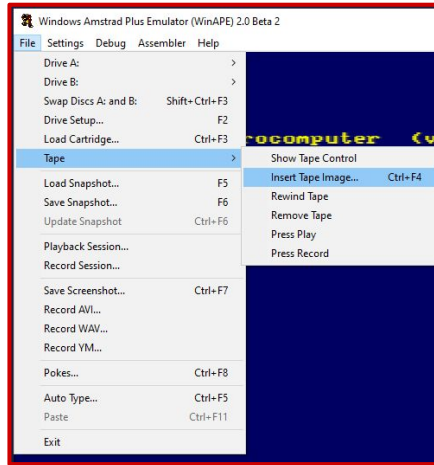 Windows Amstrad Plus Emulator (WinAPE) 2.0 Beta 2
File Settings Debug Assembler Help
Drive A: >
Drive B: >
Swap Discs A: and B: Shift+Ctrl+F3
Drive Setup... F2
Load Cartridge... Ctrl+F3
rocomputer (v
Tape >
Show Tape Control
Insert Tape Image... Ctrl+F4
Rewind Tape
Remove Tape
Press Play
Press Record
Load Snapshot... F5
Save Snapshot... F6
Update Snapshot Ctrl+F6
Playback Session...
Record Session...
Save Screenshot... Ctrl+F7
Record AVI...
Record WAV...
Record YM...
Pokes... Ctrl+F8
Auto Type... Ctrl+F5
Paste Ctrl+F11
Exit